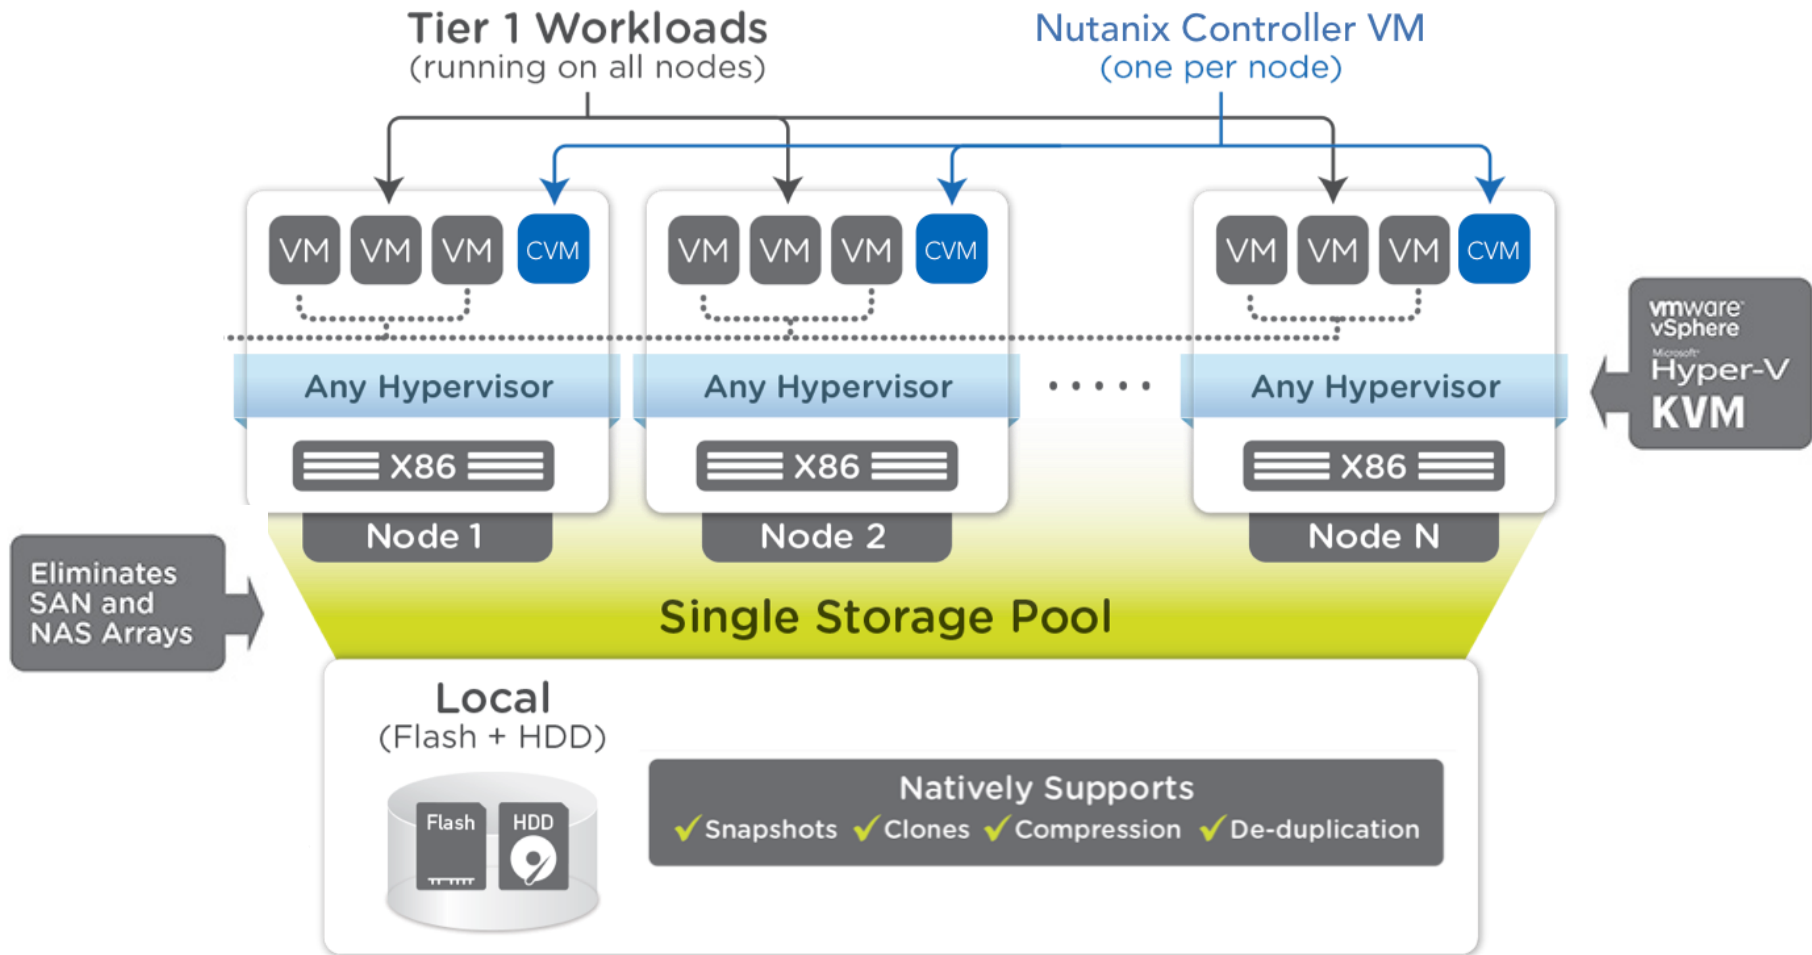 Tier 1 Workloads
(running on all nodes)
Nutanix Controller VM
(one per node)
VM VM VM CVM
VM VM VM CVM
VM VM VM CVM
Any Hypervisor
Any Hypervisor
Any Hypervisor
vmware
vSphere
Microsoft
Hyper-V
KVM
X86
X86
X86
Node 1
Node 2
Node N
Eliminates
SAN and
NAS Arrays
Single Storage Pool
Local
(Flash + HDD)
Flash
HDD
Natively Supports
✓Snapshots ✓Clones ✓Compression ✓De-duplication